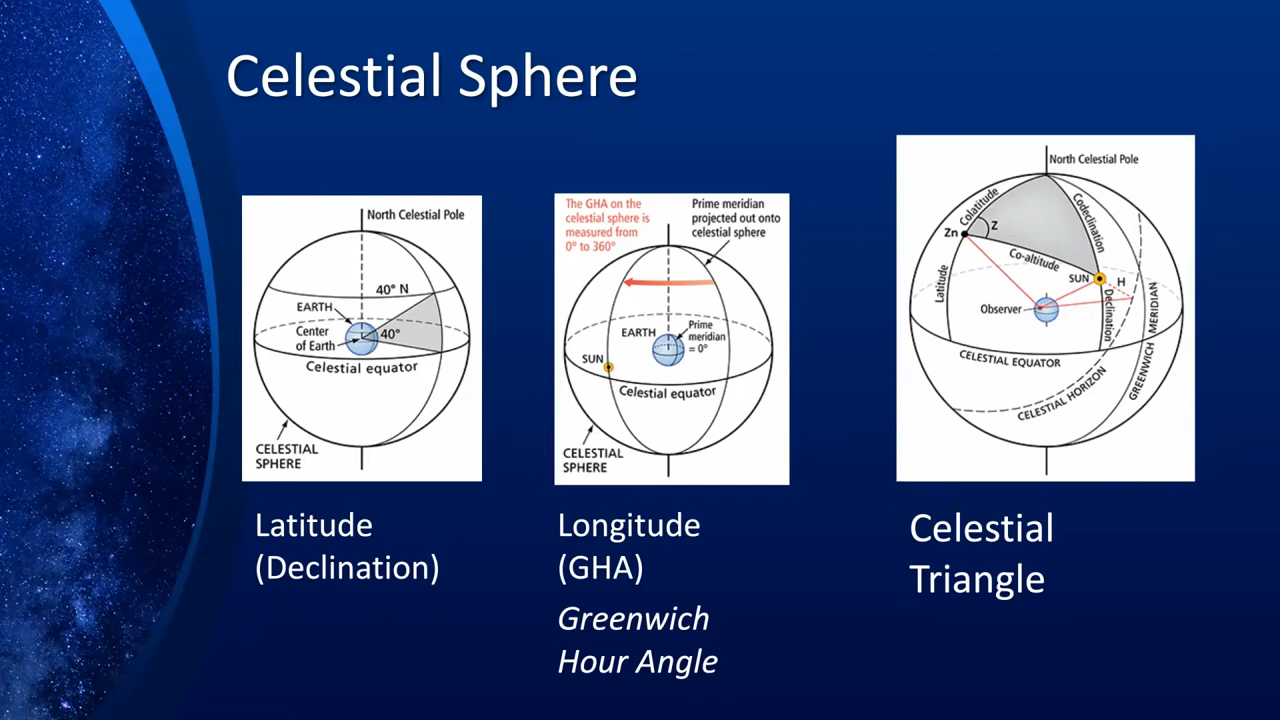 Celestial Sphere
North Celestial Pole
40° N
EARTH
Center
of Earth
40°
Celestial equator
CELESTIAL
SPHERE
Latitude
(Declination)
The GHA on the
celestial sphere is
measured from
0° to 360°
Prime meridian
projected out onto
celestial sphere
EARTH
Prime
meridian
= 0°
SUN
Celestial equator
CELESTIAL
SPHERE
Longitude
(GHA)
Greenwich
Hour Angle
North Celestial Pole
Colatitude
Codeclination
Zn
Z
Co-altitude
SUN
H
Latitude
Declination
Observer
GREENWICH MERIDIAN
CELESTIAL EQUATOR
CELESTIAL HORIZON
Celestial
Triangle